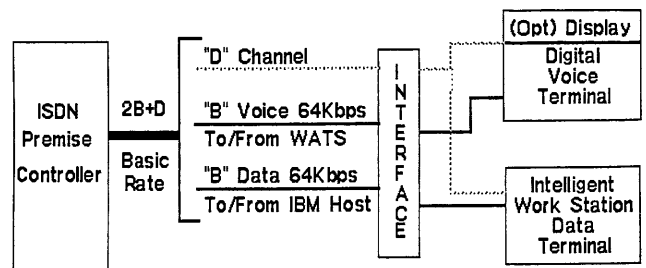 ISDN
Premise
Controller
2B+D
Basic
Rate
"D" Channel
"B" Voice 64Kbps
To/From WATS
"B" Data 64Kbps
To/From IBM Host
INTERFACE
(Opt) Display
Digital
Voice
Terminal
Intelligent
Work Station
Data
Terminal